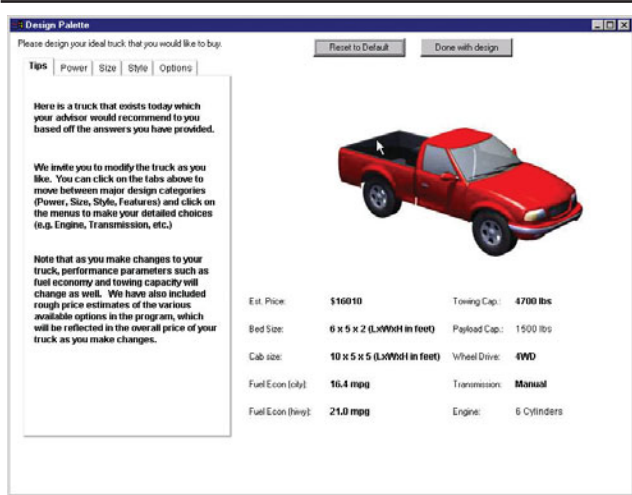 Design Palette
Please design your ideal truck that you would like to buy.
Reset to Default
Done with design
Tips Power Size Style Options
Here is a truck that exists today which
your advisor would recommend to you
based off the answers you have provided.
We invite you to modify the truck as you
like. You can click on the tabs above to
move between major design categories
(Power, Size, Style, Features) and click on
the menus to make your detailed choices
(e.g. Engine, Transmission, etc.)
Note that as you make changes to your
truck, performance parameters such as
fuel economy and towing capacity will
change as well. We have also included
rough price estimates of the various
available options in the program, which
will be reflected in the overall price of your
truck as you make changes.
Est. Price: $16010 Towing Cap.: 4700 lbs
Bed Size: 6 x 5 x 2 (LxWxH in feet) Payload Cap.: 1500 lbs
Cab size: 10 x 5 x 5 (LxWxH in feet) Wheel Drive: 4WD
Fuel Econ (city): 16.4 mpg Transmission: Manual
Fuel Econ (hwy): 21.0 mpg Engine: 6 Cylinders